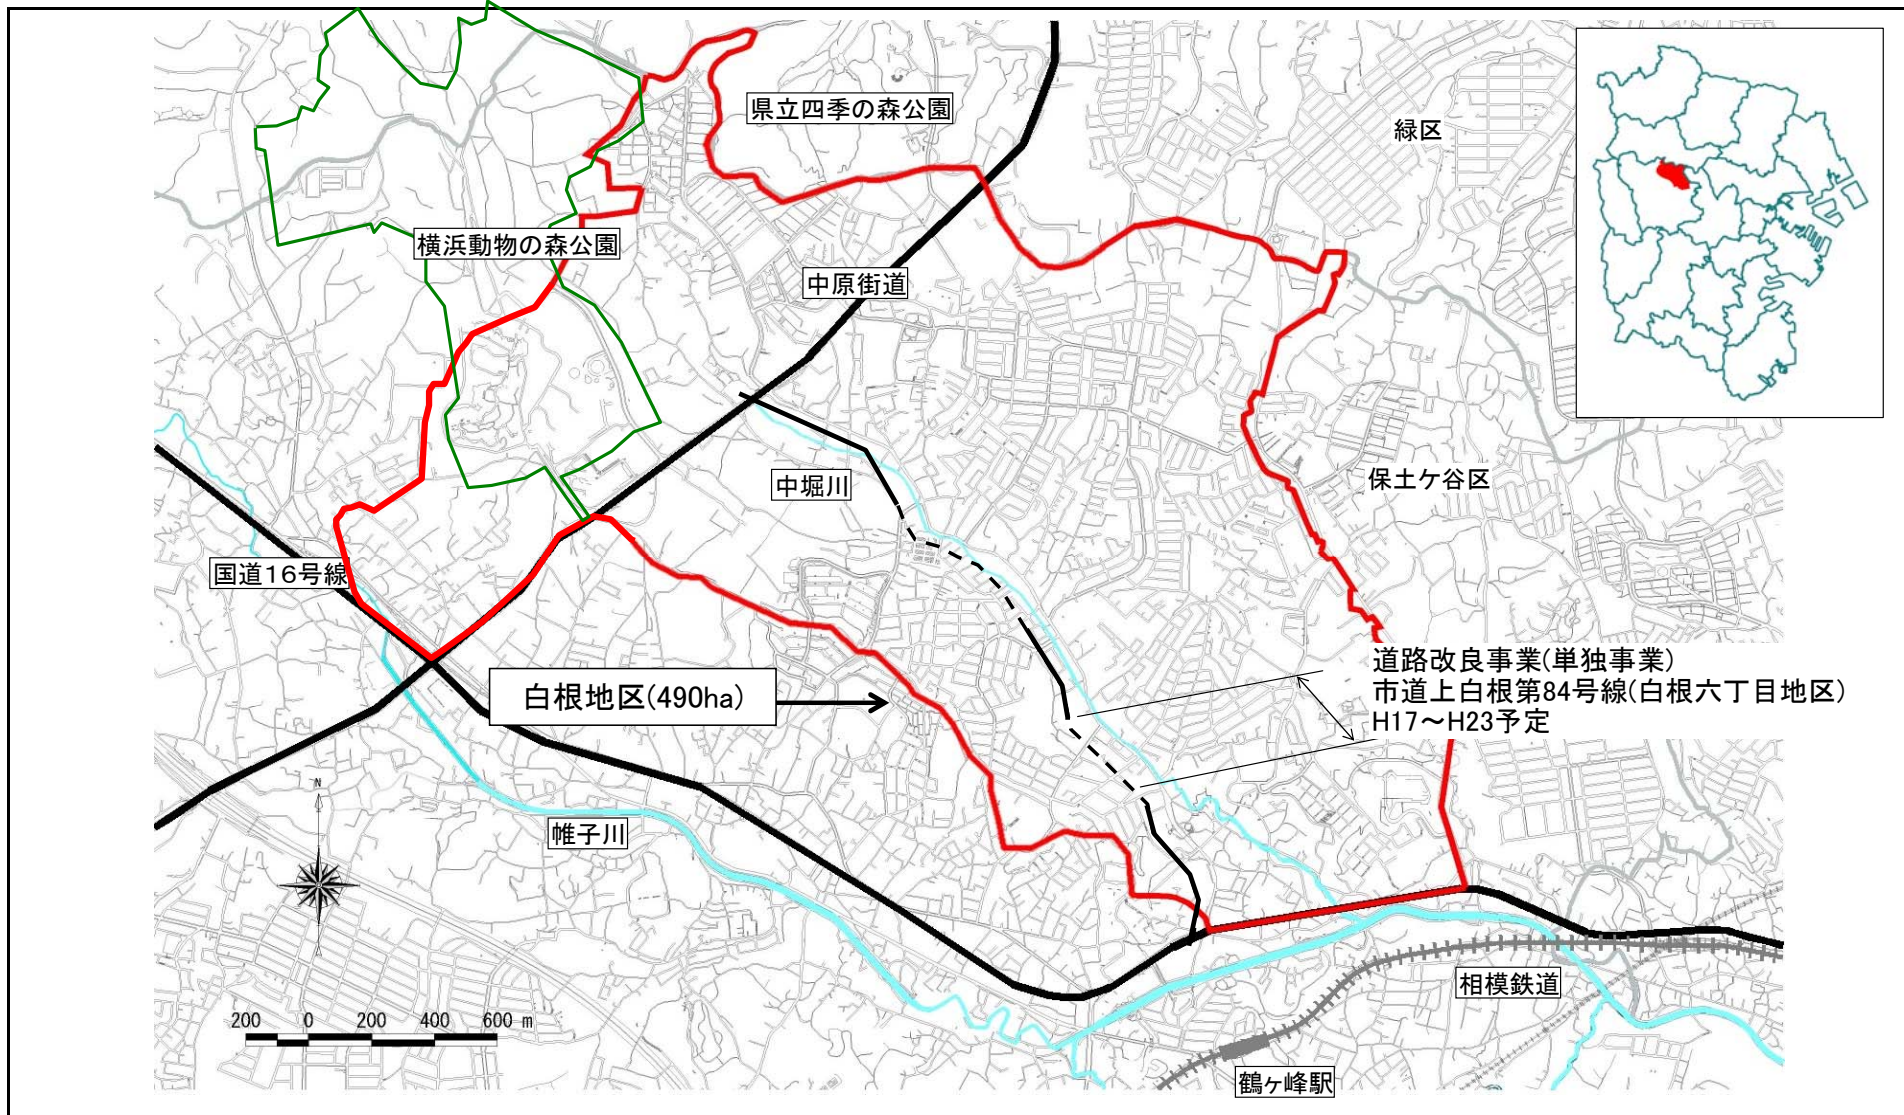 県立四季の森公園
緑区
横浜動物の森公園
中原街道
中堀川
保土ケ谷区
国道16号線
道路改良事業(単独事業)
市道上白根第84号線(白根六丁目地区)
H17～H23予定
白根地区(490ha)
N
帷子川
相模鉄道
200 0 200 400 600 m
鶴ヶ峰駅